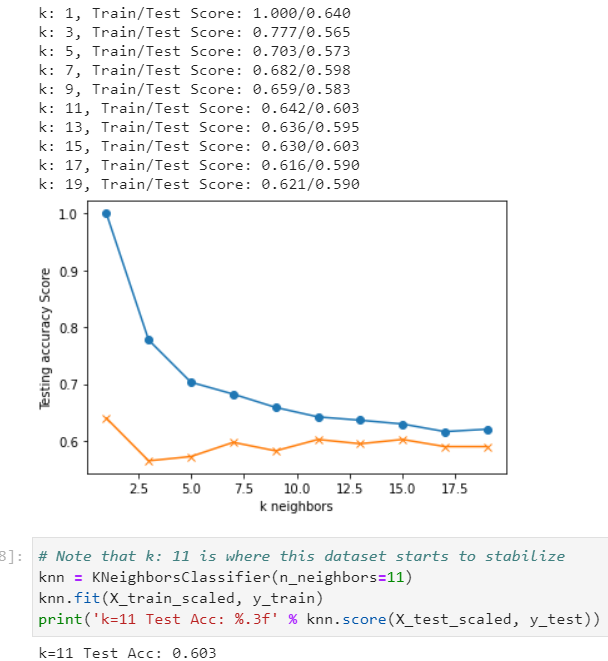 k: 1, Train/Test Score: 1.000/0.640
k: 3, Train/Test Score: 0.777/0.565
k: 5, Train/Test Score: 0.703/0.573
k: 7, Train/Test Score: 0.682/0.598
k: 9, Train/Test Score: 0.659/0.583
k: 11, Train/Test Score: 0.642/0.603
k: 13, Train/Test Score: 0.636/0.595
k: 15, Train/Test Score: 0.630/0.603
k: 17, Train/Test Score: 0.616/0.590
k: 19, Train/Test Score: 0.621/0.590
Testing accuracy Score
1.0
0.9
0.8
0.7
0.6
2.5 5.0 7.5 10.0 12.5 15.0 17.5
k neighbors
8]:
# Note that k: 11 is where this dataset starts to stabilize
knn = KNeighborsClassifier(n_neighbors=11)
knn.fit(X_train_scaled, y_train)
print('k=11 Test Acc: %.3f' % knn.score(X_test_scaled, y_test))
k=11 Test Acc: 0.603